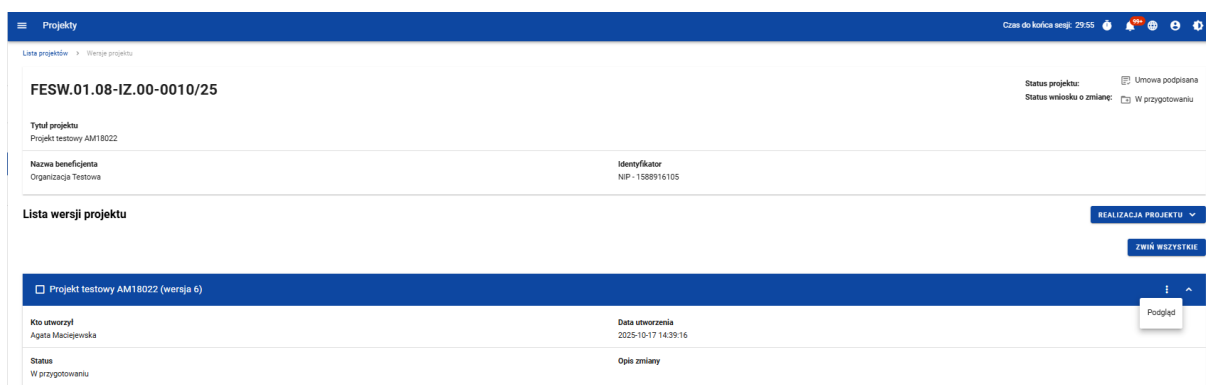 Projekty
Czas do końca sesji: 29:55
99+
Lista projektów
Wersje projektu
FESW.01.08-IZ.00-0010/25
Status projektu:
Umowa podpisana
Status wniosku o zmianę:
W przygotowaniu
Tytuł projektu
Projekt testowy AM18022
Nazwa beneficjenta
Identyfikator
Organizacja Testowa
NIP - 1588916105
Lista wersji projektu
REALIZACJA PROJEKTU
ZWIŃ WSZYSTKIE
Projekt testowy AM18022 (wersja 6)
Podgląd
Kto utworzył
Data utworzenia
Agata Maciejewska
2025-10-17 14:39:16
Status
Opis zmiany
W przygotowaniu